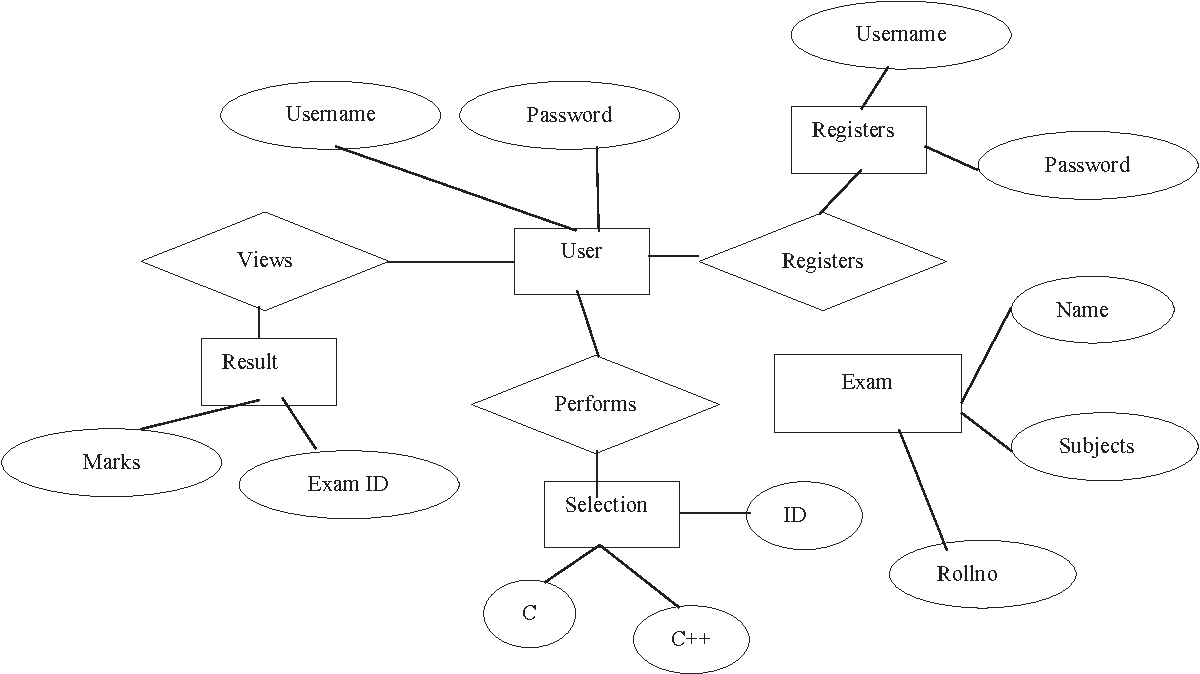 Username
Username
Password
Registers
Password
Views
User
Registers
Name
Result
Exam
Performs
Subjects
Marks
Exam ID
Selection
ID
Rollno
C
C++